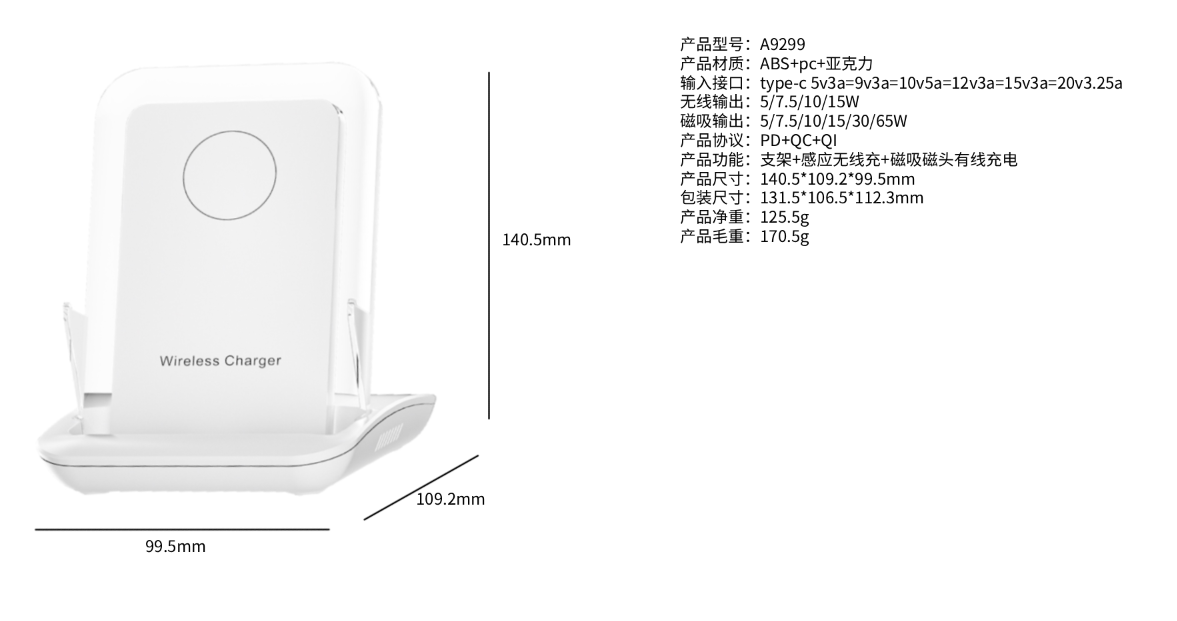 产品型号：A9299
产品材质：ABS+pc+亚克力
输入接口：type-c 5v3a=9v3a=10v5a=12v3a=15v3a=20v3.25a
无线输出：5/7.5/10/15W
磁吸输出：5/7.5/10/15/30/65W
产品协议：PD+QC+QI
产品功能：支架+感应无线充+磁吸磁头有线充电
产品尺寸：140.5*109.2*99.5mm
包装尺寸：131.5*106.5*112.3mm
产品净重：125.5g
产品毛重：170.5g
140.5mm
Wireless Charger
109.2mm
99.5mm